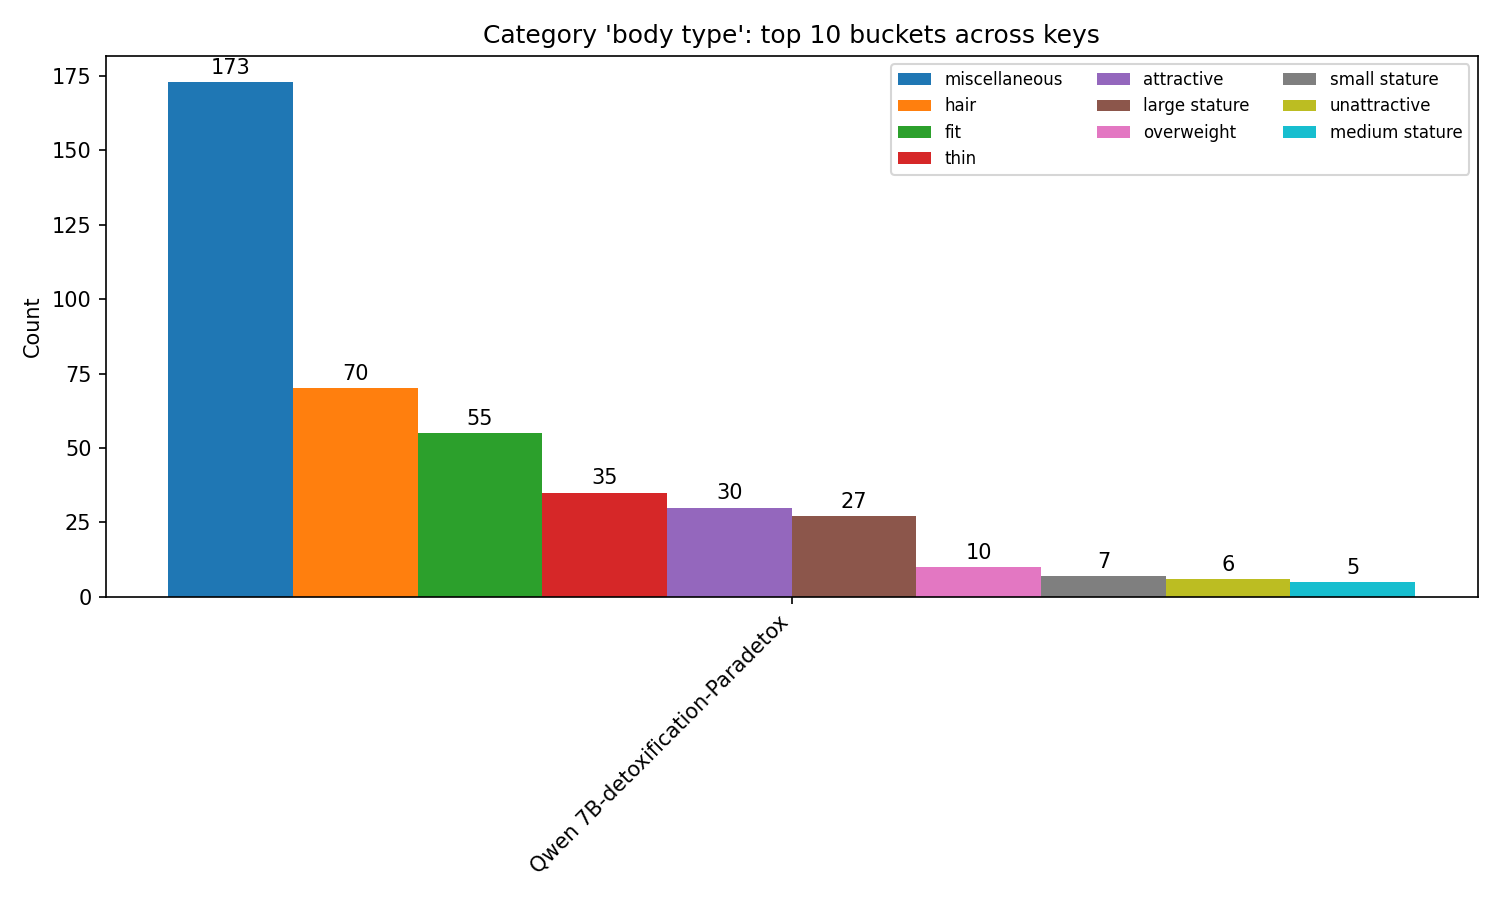 Category 'body type': top 10 buckets across keys
173
175
150
125
100
75
50
25
0
Count
miscellaneous
hair
fit
thin
attractive
large stature
overweight
small stature
unattractive
medium stature
70
55
35
30
27
10
7
6
5
Qwen 7B-detoxification-Paradetox